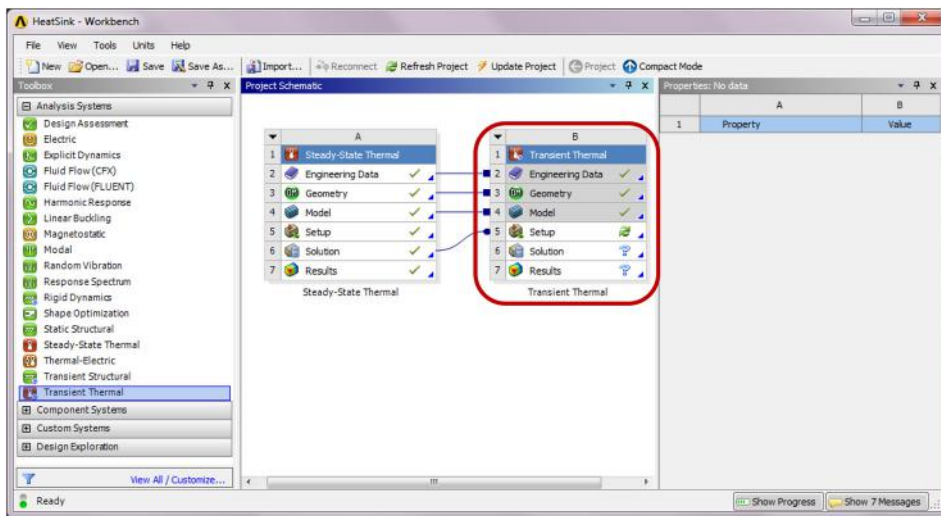 HeatSink - Workbench
File View Tools Units Help
New Open... Save Save As... Import... Reconnect Refresh Project Update Project Project Compact Mode
Toolbox
Analysis Systems
Design Assessment
Electric
Explicit Dynamics
Fluid Flow (CFX)
Fluid Flow (FLUENT)
Harmonic Response
Linear Buckling
Magnetostatic
Modal
Random Vibration
Response Spectrum
Rigid Dynamics
Shape Optimization
Static Structural
Steady-State Thermal
Thermal-Electric
Transient Structural
Transient Thermal
Component Systems
Custom Systems
Design Exploration
View All / Customize...
Project Schematic
A
1 Steady-State Thermal
2 Engineering Data
3 Geometry
4 Model
5 Setup
6 Solution
7 Results
Steady-State Thermal
B
1 Transient Thermal
2 Engineering Data
3 Geometry
4 Model
5 Setup
6 Solution
7 Results
Transient Thermal
Properties: No data
A B
1 Property Value
Ready
Show Progress Show 7 Messages